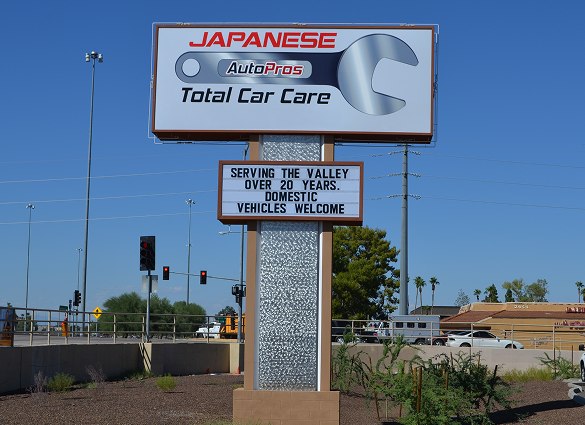 JAPANESE
AutoPros
Total Car Care
SERVING THE VALLEY
OVER 20 YEARS.
DOMESTIC
VEHICLES WELCOME